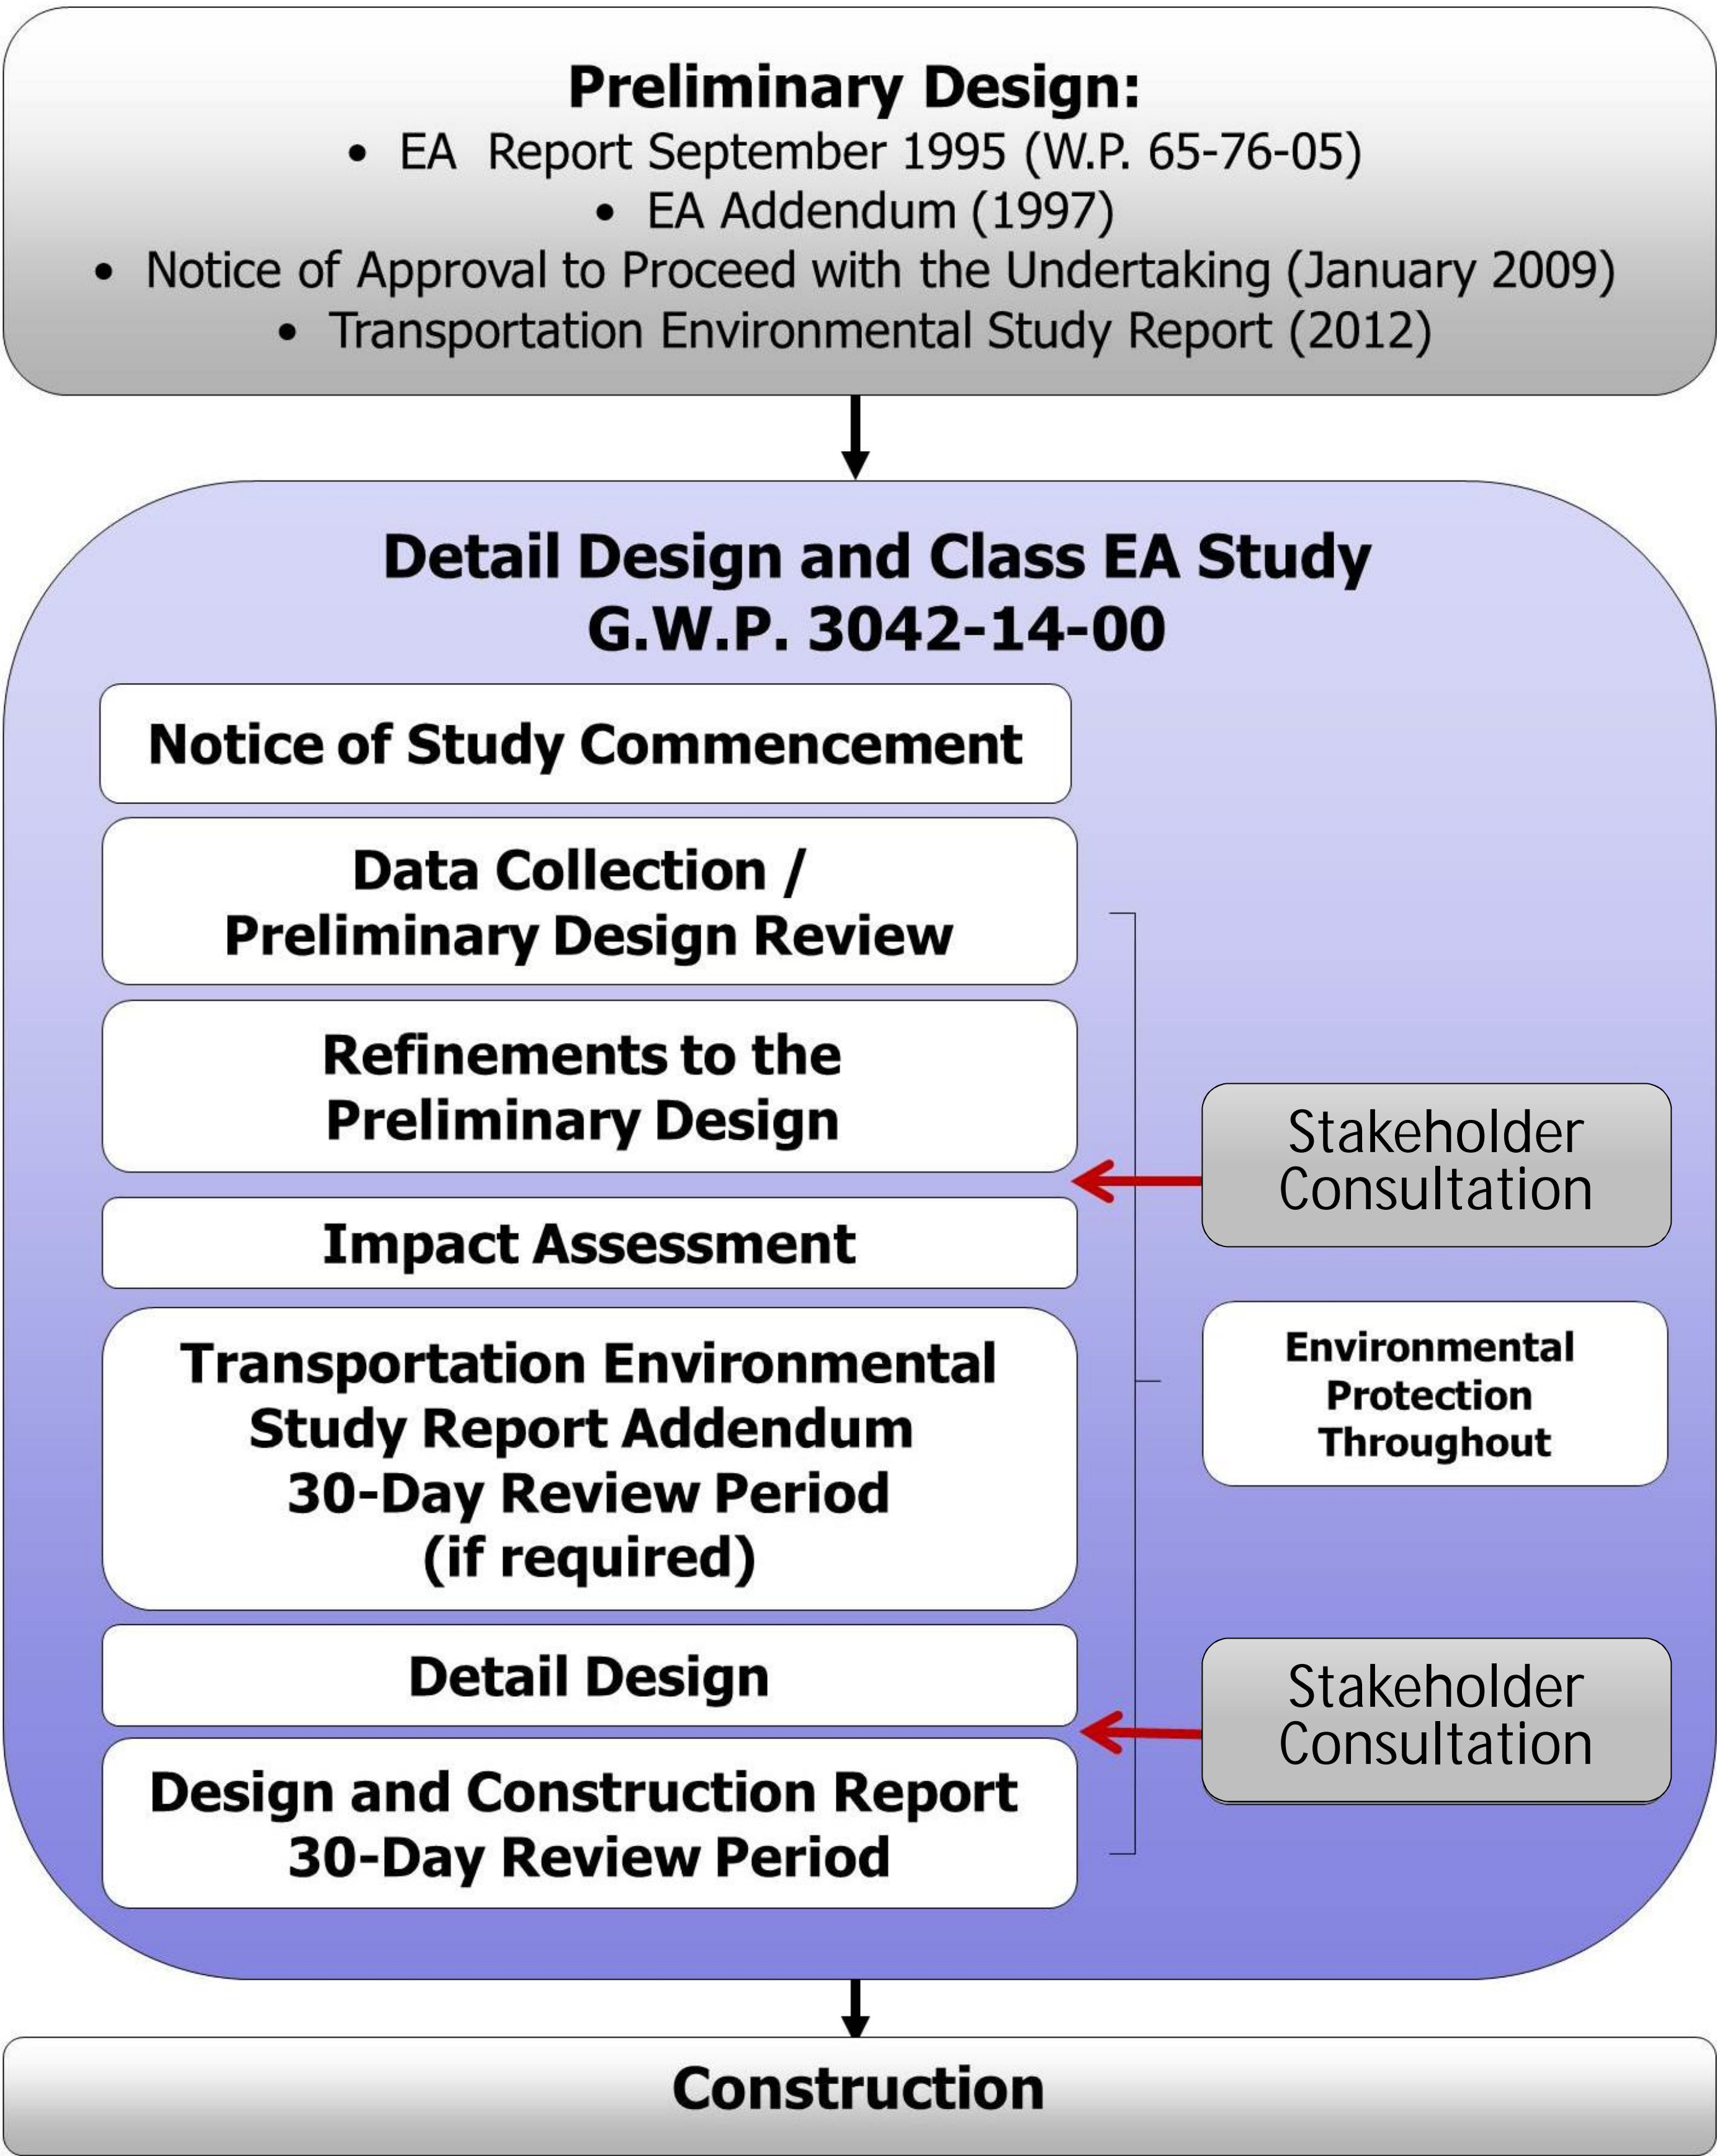 Preliminary Design:
• EA Report September 1995 (W.P. 65-76-05)
• EA Addendum (1997)
• Notice of Approval to Proceed with the Undertaking (January 2009)
• Transportation Environmental Study Report (2012)
Detail Design and Class EA Study
G.W.P. 3042-14-00
Notice of Study Commencement
Data Collection /
Preliminary Design Review
Refinements to the
Preliminary Design
Stakeholder
Consultation
Impact Assessment
Transportation Environmental
Study Report Addendum
30-Day Review Period
(if required)
Environmental
Protection
Throughout
Detail Design
Stakeholder
Consultation
Design and Construction Report
30-Day Review Period
Construction